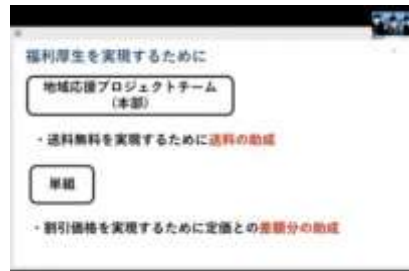 福利厚生を実現するために
地域応援プロジェクトチーム
(本部)
・送料無料を実現するために送料の助成
単組
・割引価格を実現するために定価との差額分の助成